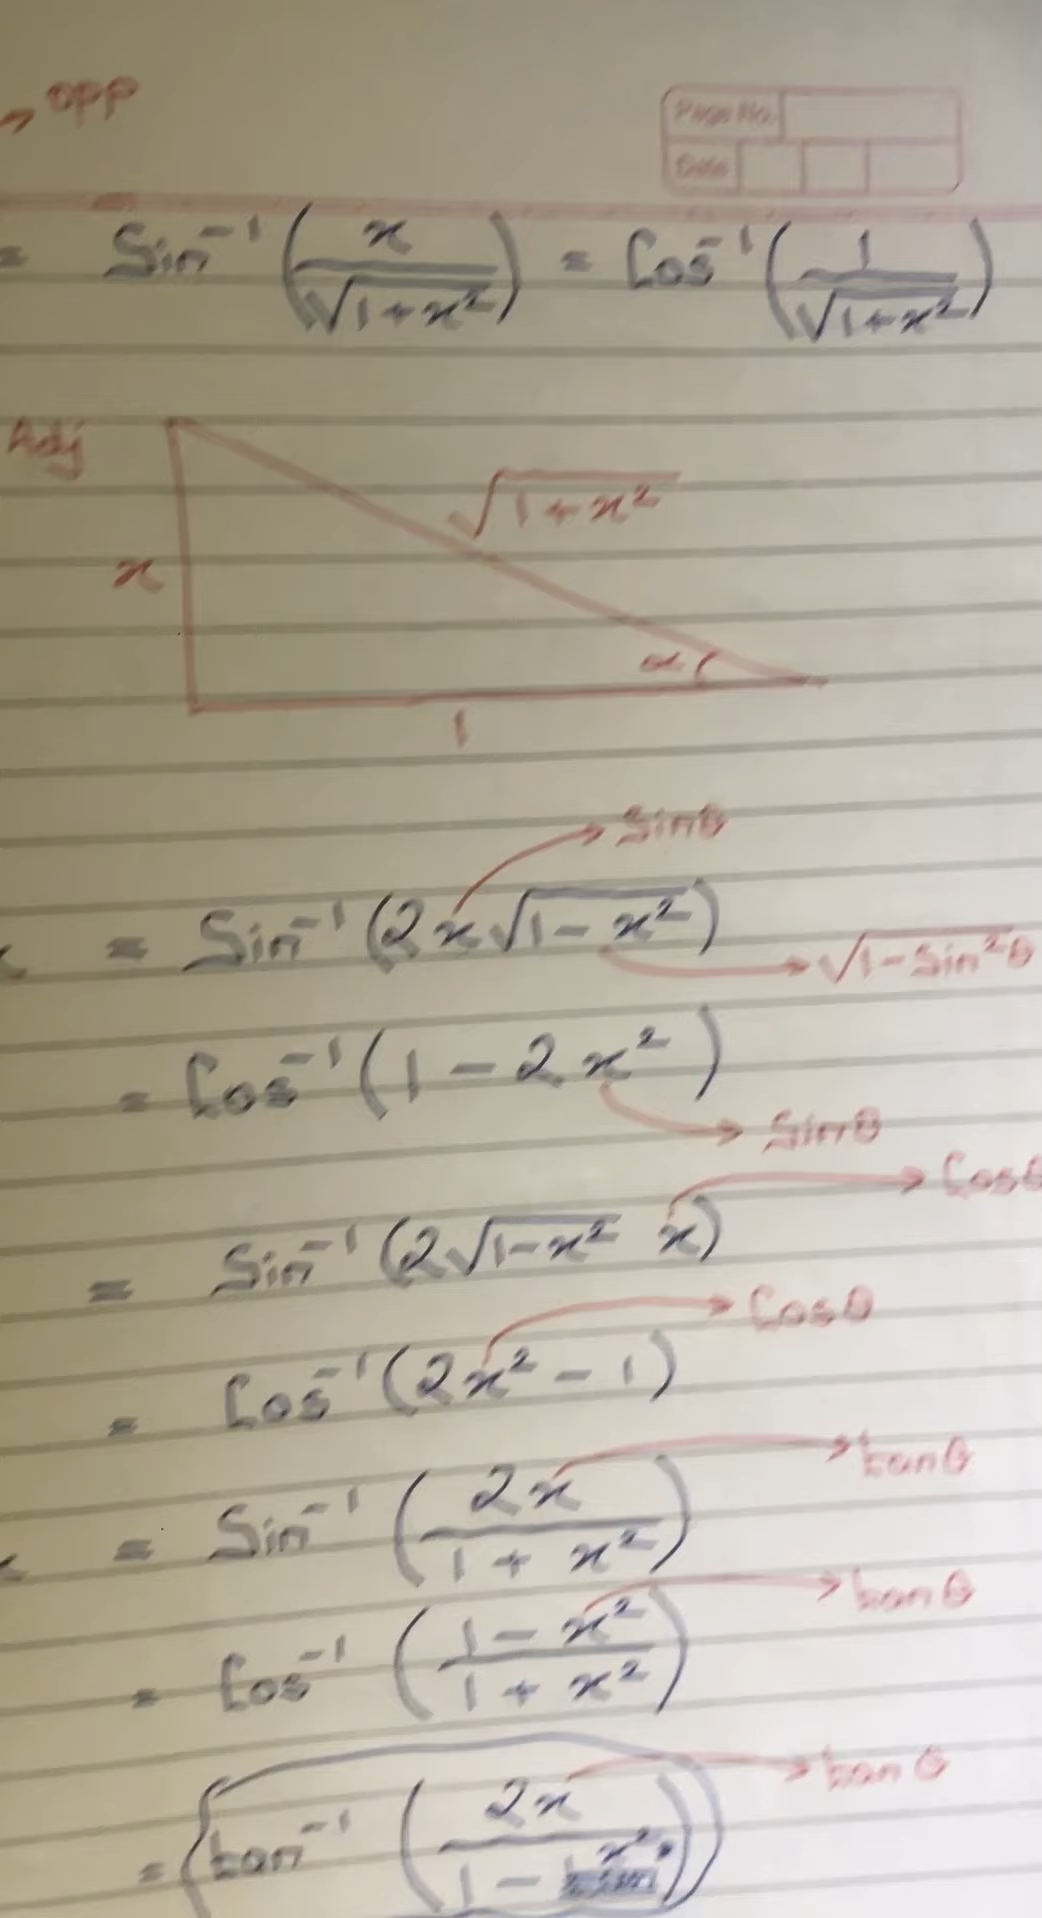 → opp
Page No.
Date
= Sin⁻¹ (x / √(1+x²)) = Cos⁻¹ (1 / √(1+x²))
Adj
√(1+x²)
x
α
1
→ Sinθ
= Sin⁻¹ (2x√(1-x²))
→ √(1-Sin²θ)
= Cos⁻¹ (1 - 2x²)
→ Sinθ
→ Cosθ
= Sin⁻¹ (2√(1-x²) x)
→ Cosθ
= Cos⁻¹ (2x² - 1)
→ tanθ
= Sin⁻¹ (2x / (1 + x²))
→ tanθ
= Cos⁻¹ ((1 - x²) / (1 + x²))
→ tanθ
= tan⁻¹ (2x / (1 - x²))